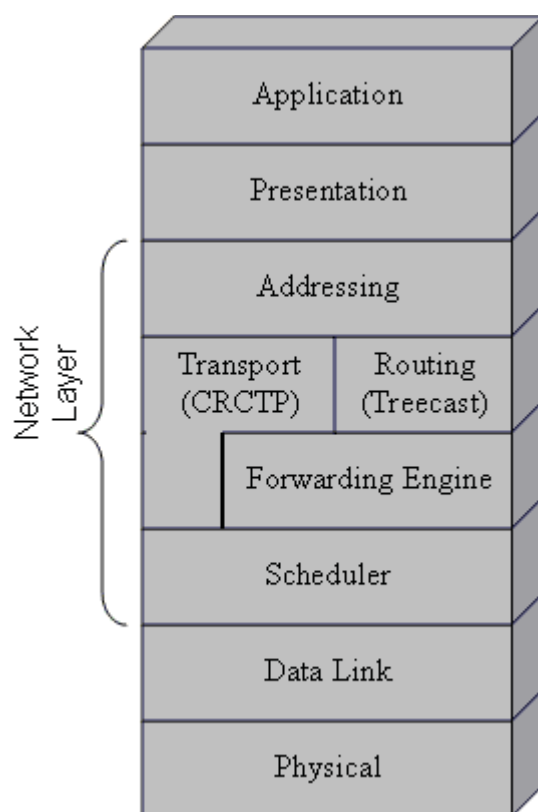 Application
Presentation
Addressing
Transport
(CRCTP)
Routing
(Treecast)
Forwarding Engine
Scheduler
Data Link
Physical
Network
Layer